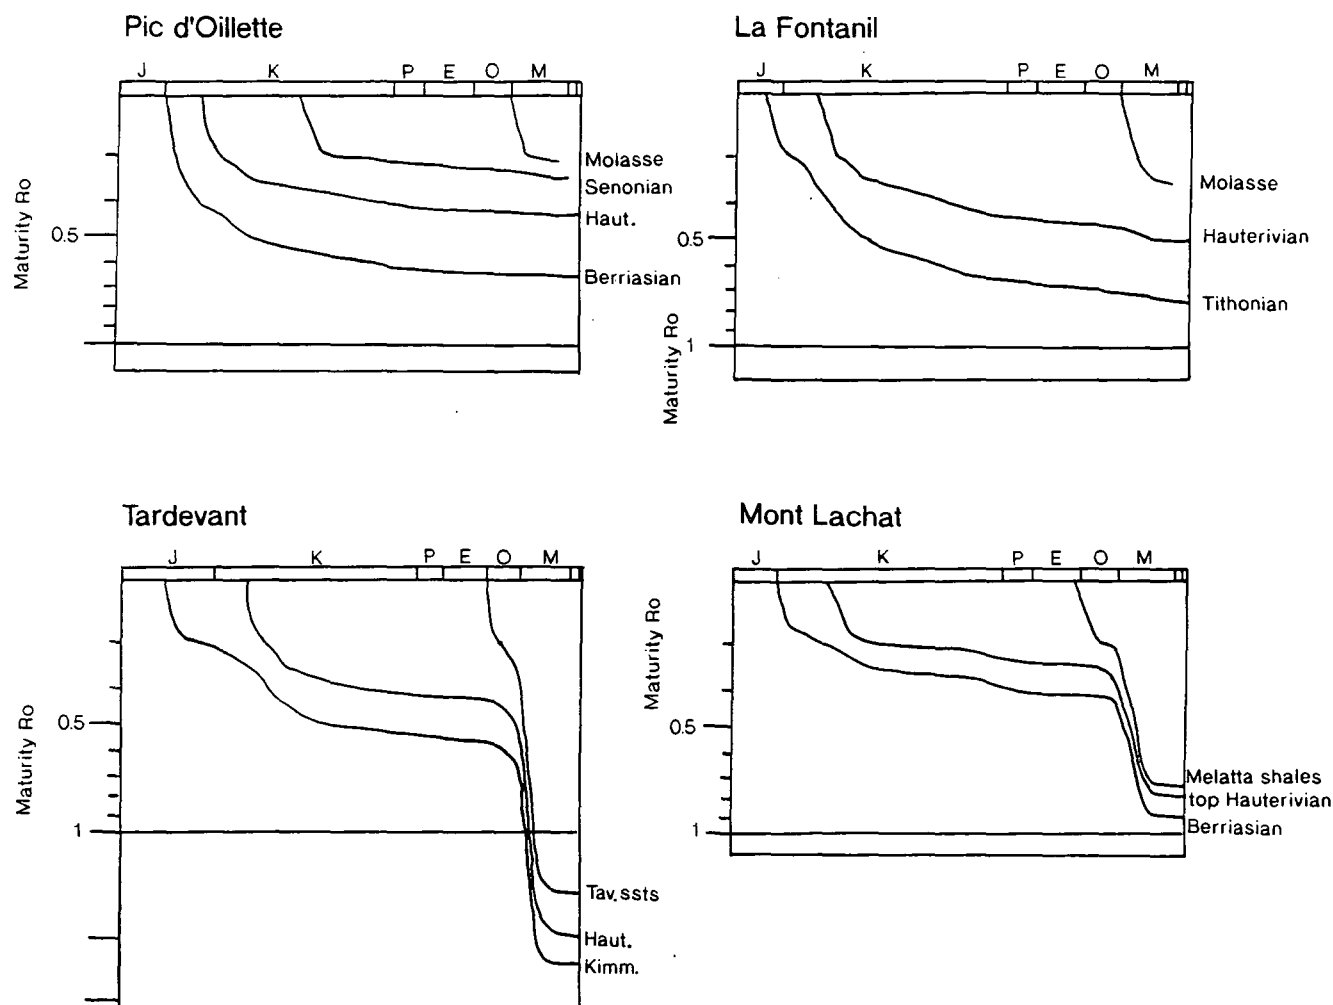 Pic d'Oillette
J K P E O M
Maturity Ro
0.5
Molasse
Senonian
Haut.
Berriasian
La Fontanil
J K P E O M
Maturity Ro
0.5
1
Molasse
Hauterivian
Tithonian
Tardevant
J K P E O M
Maturity Ro
0.5
1
Tav.ssts
Haut.
Kimm.
Mont Lachat
J K P E O M
Maturity Ro
0.5
1
Melatta shales
top Hauterivian
Berriasian